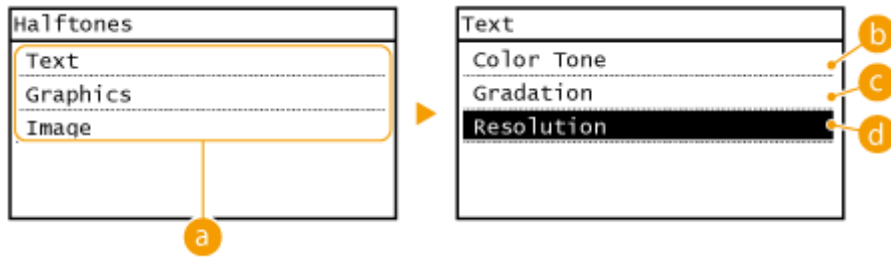 Halftones
Text
Graphics
Image
a
Text
Color Tone
Gradation
Resolution
b
c
d